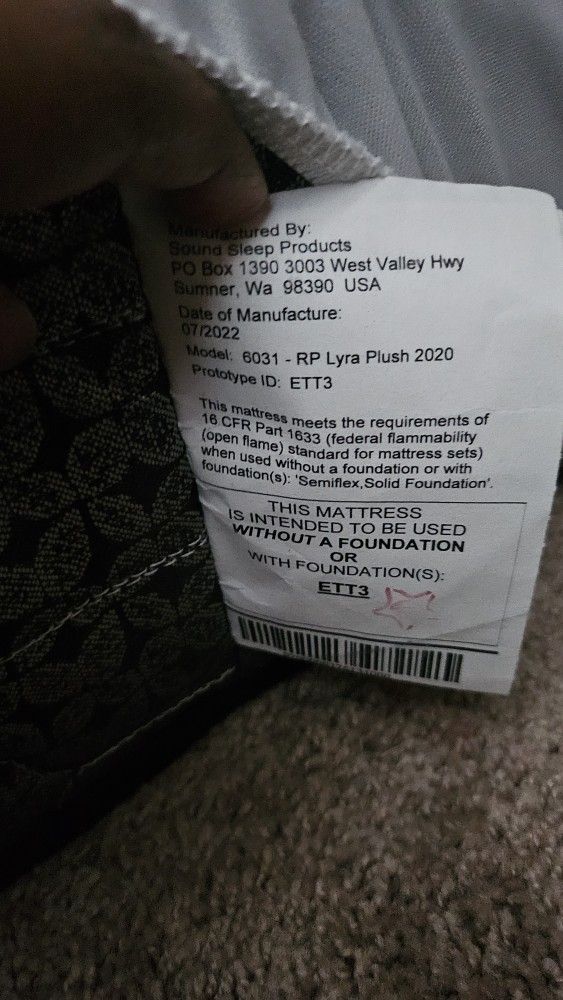 Manufactured By:
Sound Sleep Products
PO Box 1390 3003 West Valley Hwy
Sumner, Wa 98390 USA
Date of Manufacture:
07/2022
Model: 6031 - RP Lyra Plush 2020
Prototype ID: ETT3
This mattress meets the requirements of
16 CFR Part 1633 (federal flammability
(open flame) standard for mattress sets)
when used without a foundation or with
foundation(s): 'Semiflex,Solid Foundation'.
THIS MATTRESS
IS INTENDED TO BE USED
WITHOUT A FOUNDATION
OR
WITH FOUNDATION(S):
ETT3